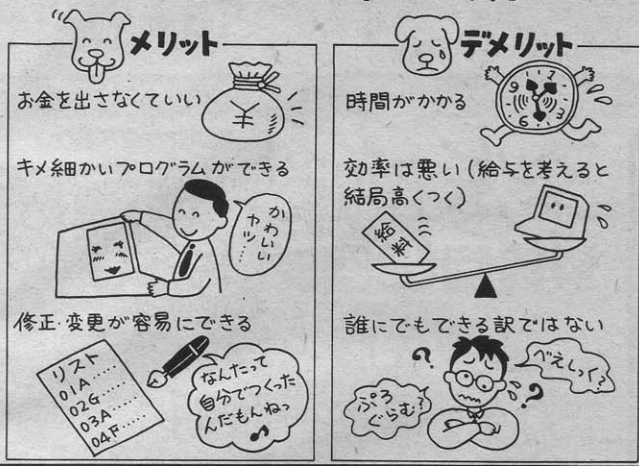 メリット
お金を出さなくていい
¥
キメ細かいプログラムができる
かわいい
ヤツ…
修正・変更が容易にできる
リスト
01A……
02G……
03A……
04F……
なんたって
自分でつくった
んだもんねっ
デメリット
時間がかかる
12
9
3
6
効率は悪い(給与を考えると
結局高くつく)
給料
誰にでもできる訳ではない
べえしっく?
ぷろ
ぐらむ?